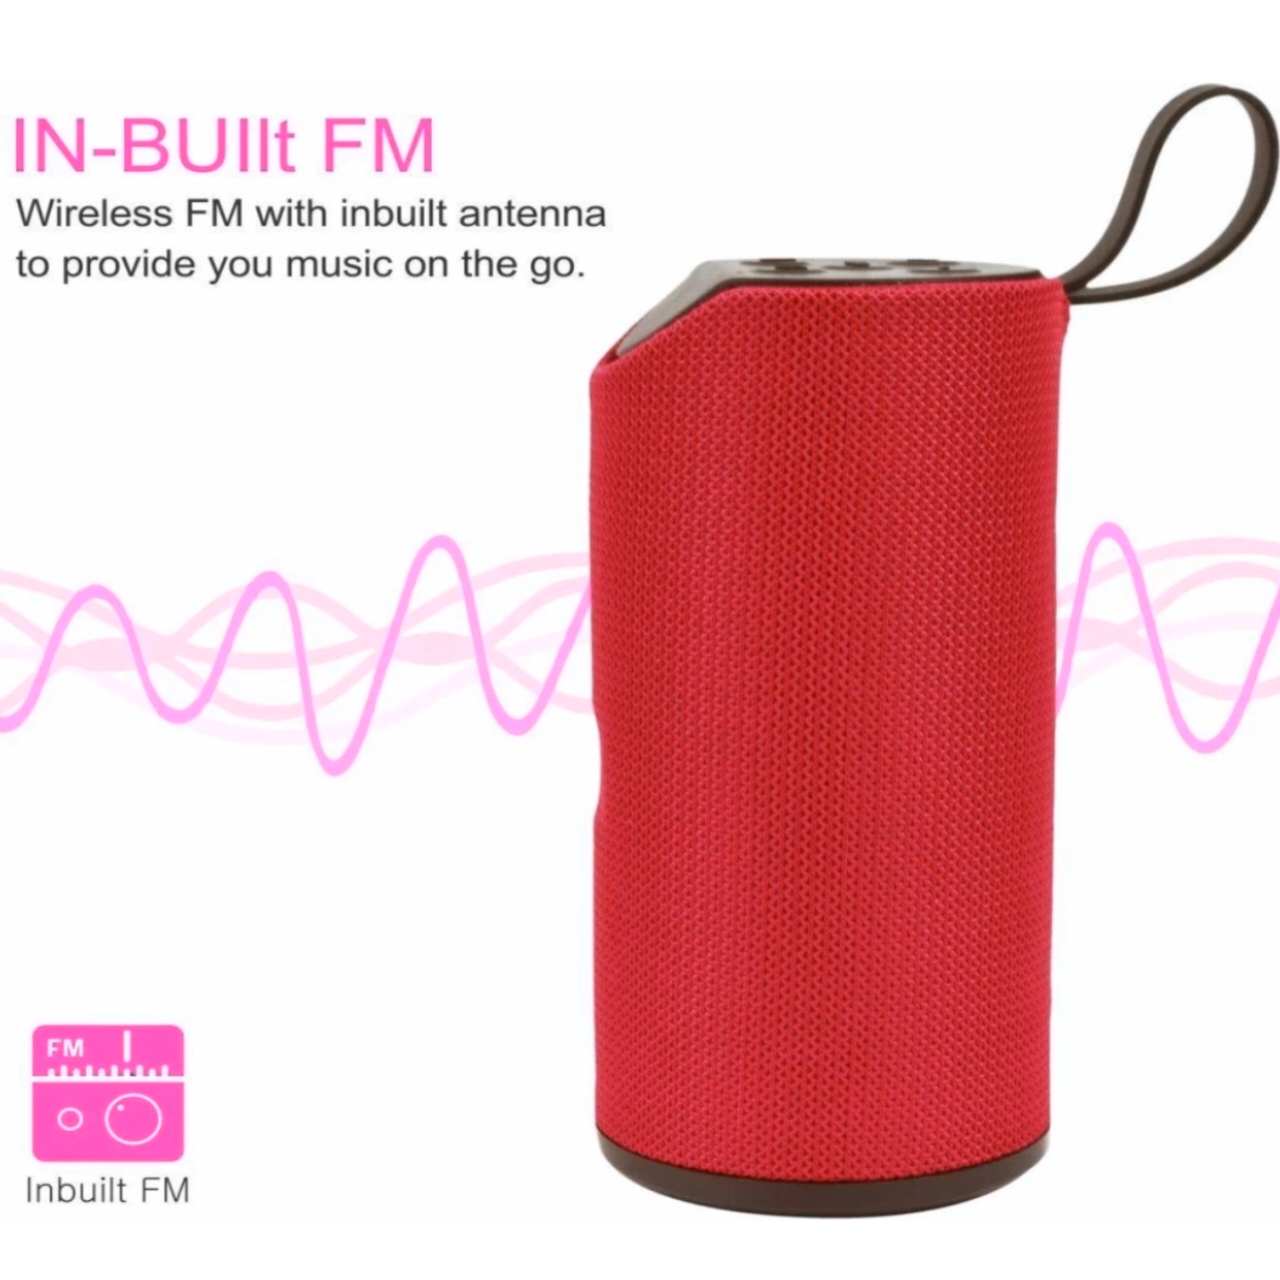 IN-BUIlt FM
Wireless FM with inbuilt antenna
to provide you music on the go.
FM
Inbuilt FM